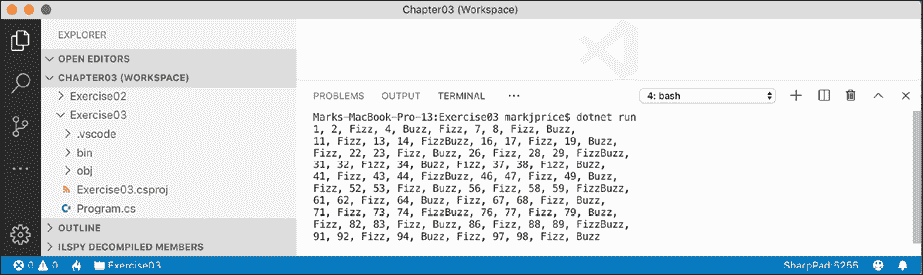 Chapter03 (Workspace)
EXPLORER
OPEN EDITORS
CHAPTER03 (WORKSPACE)
Exercise02
Exercise03
.vscode
bin
obj
Exercise03.csproj
Program.cs
OUTLINE
ILSPY DECOMPILED MEMBERS
PROBLEMS OUTPUT TERMINAL ... 4: bash
Marks-MacBook-Pro-13:Exercise03 markjprice$ dotnet run
1, 2, Fizz, 4, Buzz, Fizz, 7, 8, Fizz, Buzz,
11, Fizz, 13, 14, FizzBuzz, 16, 17, Fizz, 19, Buzz,
Fizz, 22, 23, Fizz, Buzz, 26, Fizz, 28, 29, FizzBuzz,
31, 32, Fizz, 34, Buzz, Fizz, 37, 38, Fizz, Buzz,
41, Fizz, 43, 44, FizzBuzz, 46, 47, Fizz, 49, Buzz,
Fizz, 52, 53, Fizz, Buzz, 56, Fizz, 58, 59, FizzBuzz,
61, 62, Fizz, 64, Buzz, Fizz, 67, 68, Fizz, Buzz,
71, Fizz, 73, 74, FizzBuzz, 76, 77, Fizz, 79, Buzz,
Fizz, 82, 83, Fizz, Buzz, 86, Fizz, 88, 89, FizzBuzz,
91, 92, Fizz, 94, Buzz, Fizz, 97, 98, Fizz, Buzz
0 0 Exercise03 SharpPad:5255